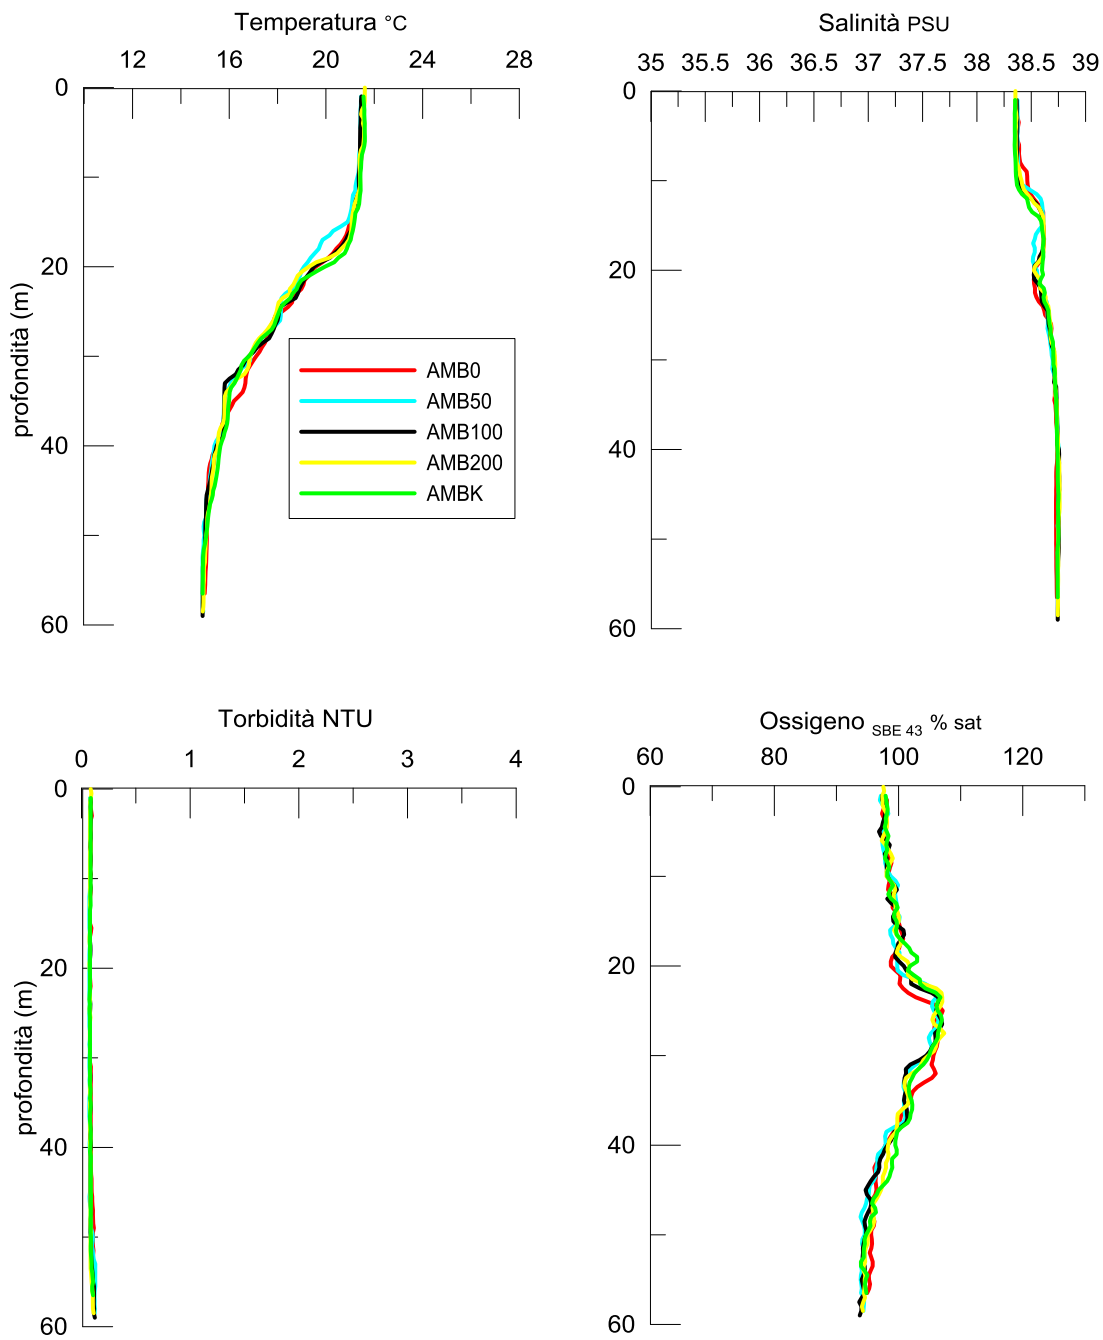 Temperatura °C
12 16 20 24 28
0
20
40
60
profondità (m)
AMB0
AMB50
AMB100
AMB200
AMBK
Salinità PSU
35 35.5 36 36.5 37 37.5 38 38.5 39
0
20
40
60
Torbidità NTU
0 1 2 3 4
0
20
40
60
profondità (m)
Ossigeno SBE 43 % sat
60 80 100 120
0
20
40
60